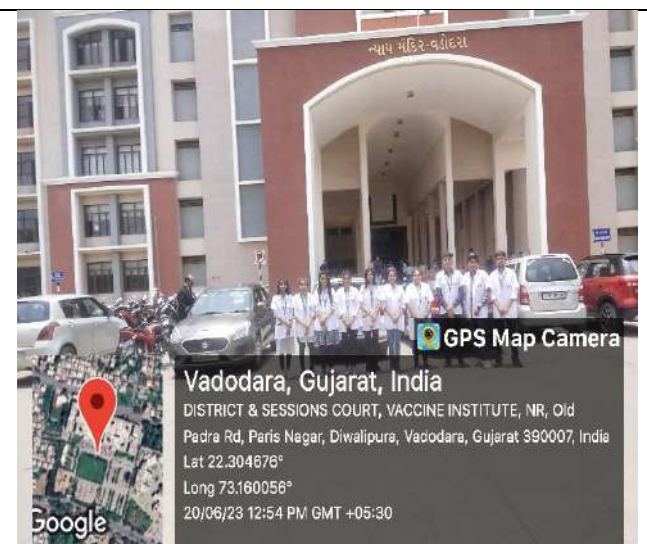 ન્યાય મંદિર-વડોદરા
GPS Map Camera
Vadodara, Gujarat, India
DISTRICT & SESSIONS COURT, VACCINE INSTITUTE, NR, Old
Padra Rd, Paris Nagar, Diwalipura, Vadodara, Gujarat 390007, India
Lat 22.304676°
Long 73.160056°
20/06/23 12:54 PM GMT +05:30
Google